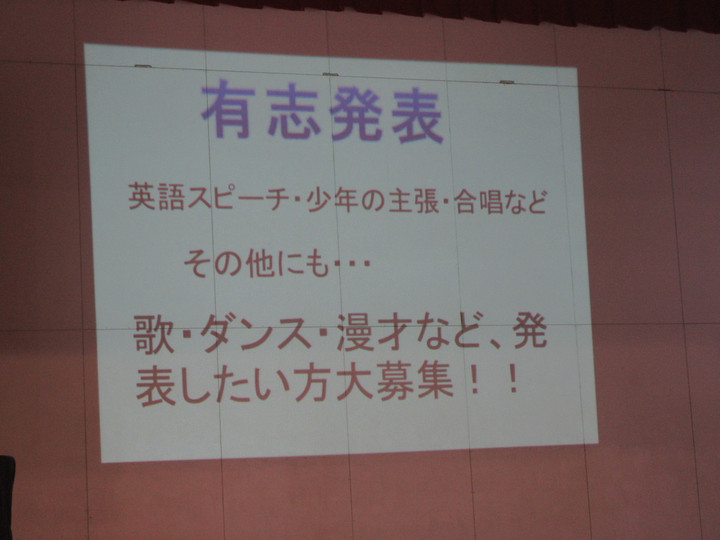 有志発表
英語スピーチ・少年の主張・合唱など
その他にも・・・
歌・ダンス・漫才など、発
表したい方大募集！！